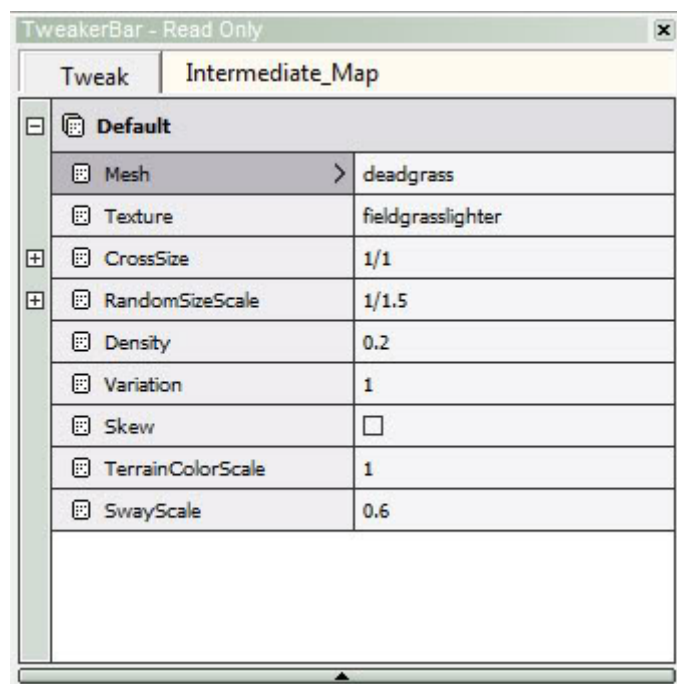 TweakerBar - Read Only
Tweak Intermediate_Map
Default
Mesh > deadgrass
Texture fieldgrasslighter
CrossSize 1/1
RandomSizeScale 1/1.5
Density 0.2
Variation 1
Skew
TerrainColorScale 1
SwayScale 0.6